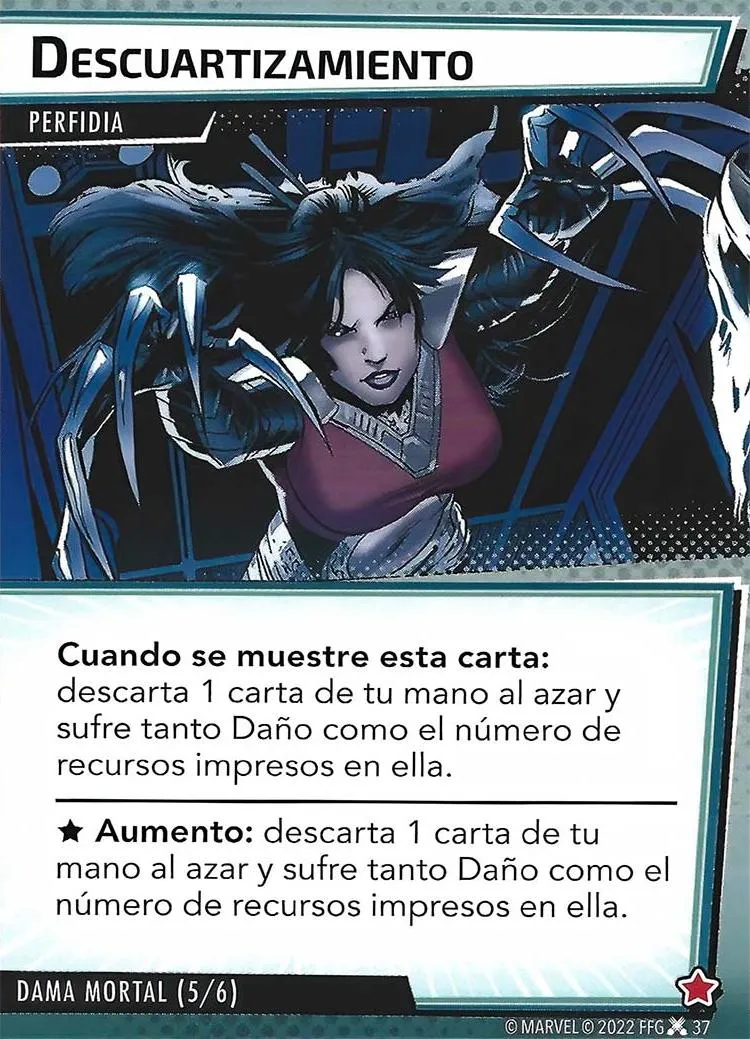 DESCUARTIZAMIENTO
PERFIDIA
Cuando se muestre esta carta:
descarta 1 carta de tu mano al azar y
sufre tanto Daño como el número de
recursos impresos en ella.
★ Aumento: descarta 1 carta de tu
mano al azar y sufre tanto Daño como el
número de recursos impresos en ella.
DAMA MORTAL (5/6)
© MARVEL © 2022 FFG 37